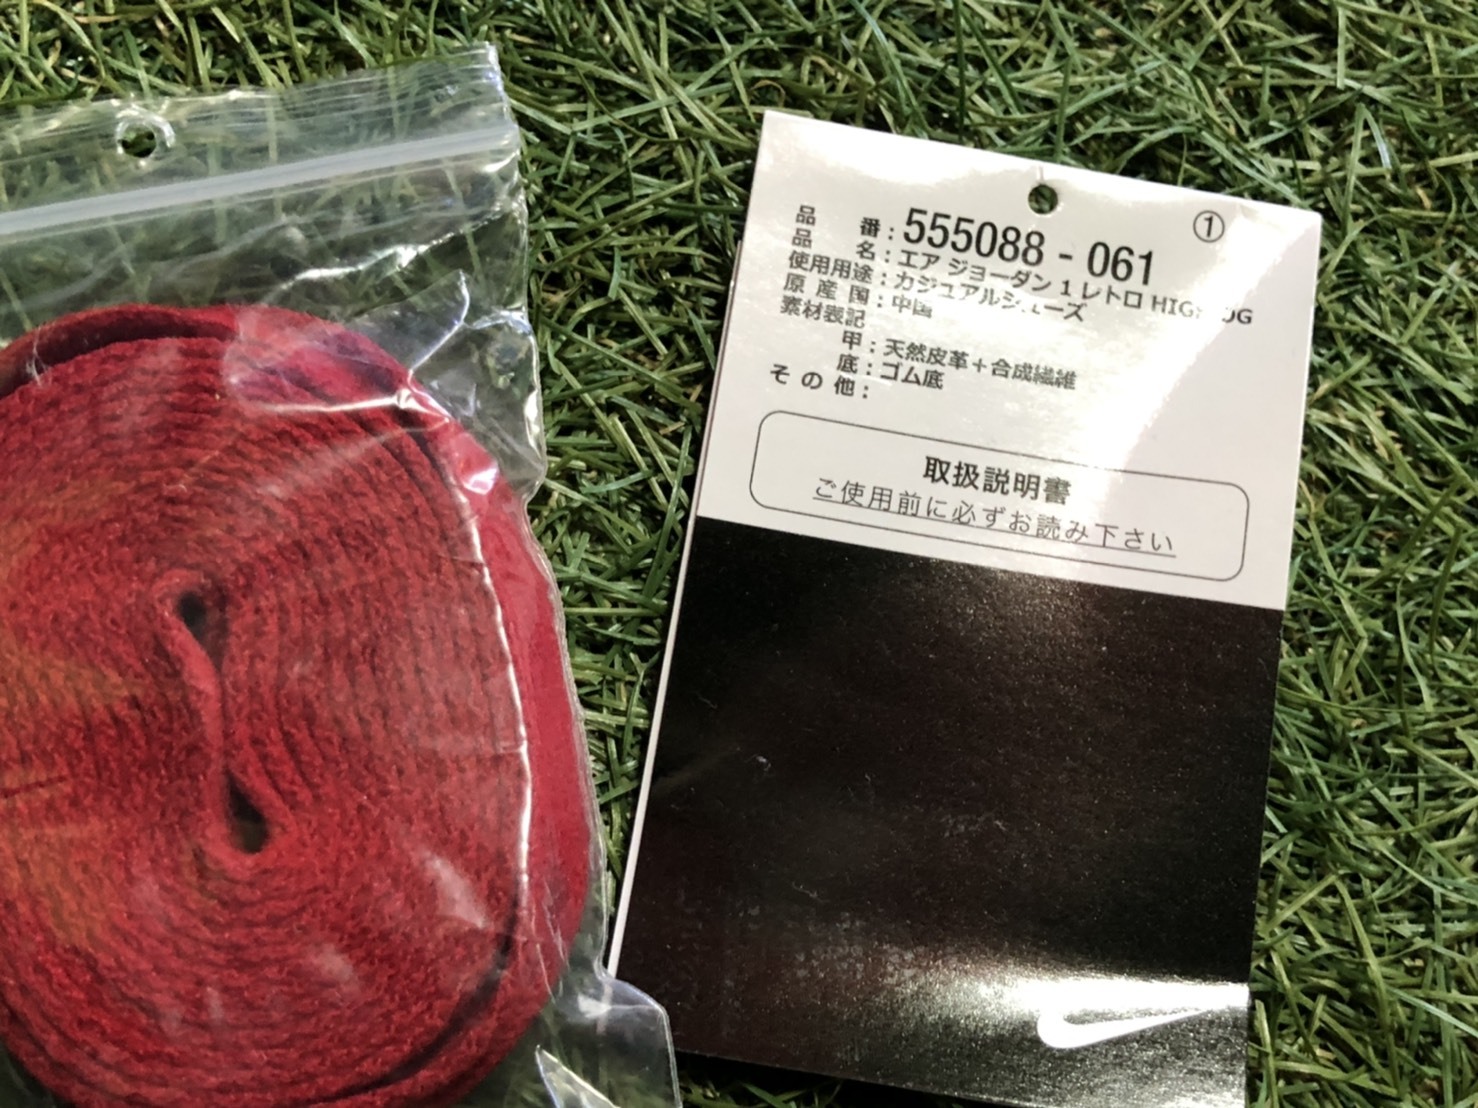 ①
品 番：555088 - 061
品 名：エア ジョーダン 1 レトロ HIGH OG
使用用途：カジュアルシューズ
原 産 国：中国
素材表記
甲：天然皮革＋合成繊維
底：ゴム底
そ の 他：
取扱説明書
ご使用前に必ずお読み下さい